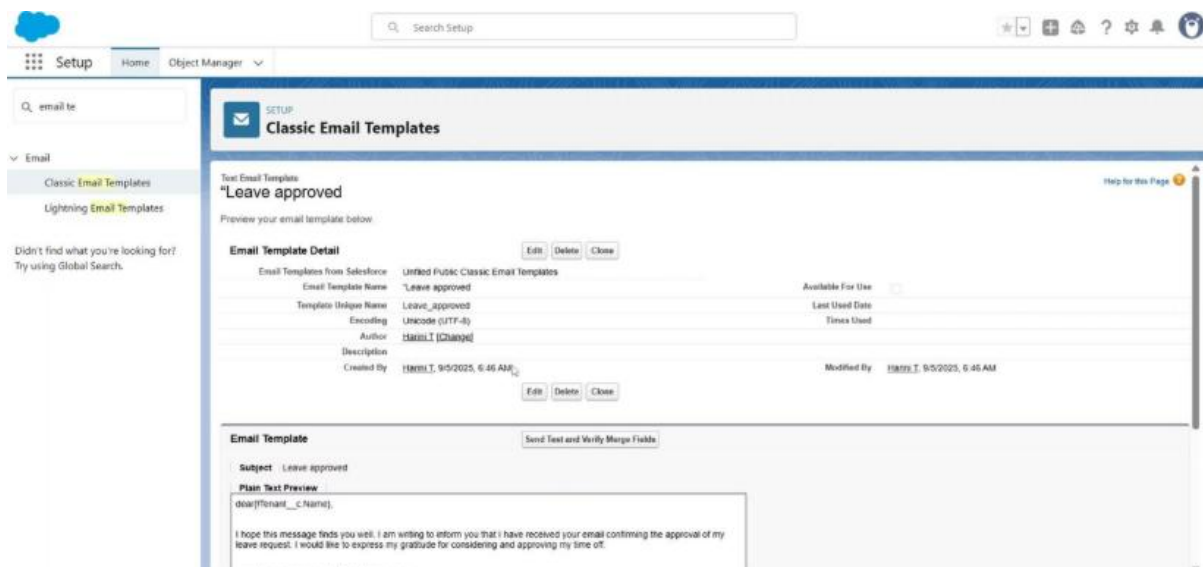 Search Setup
Setup Home Object Manager
email te
SETUP
Classic Email Templates
Email
Classic Email Templates
Lightning Email Templates
Didn't find what you're looking for?
Try using Global Search.
Text Email Template
"Leave approved
Help for this Page
Preview your email template below.
Email Template Detail Edit Delete Clone
Email Templates from Salesforce Unfiled Public Classic Email Templates
Email Template Name "Leave approved Available For Use
Template Unique Name Leave_approved Last Used Date
Encoding Unicode (UTF-8) Times Used
Author Harini T [Change]
Description
Created By Harini T, 9/5/2025, 6:46 AM Modified By Harini T, 9/5/2025, 6:46 AM
Edit Delete Clone
Email Template Send Test and Verify Merge Fields
Subject Leave approved
Plain Text Preview
dear{!Tenant__c.Name},
I hope this message finds you well. I am writing to inform you that I have received your email confirming the approval of my
leave request. I would like to express my gratitude for considering and approving my time off.